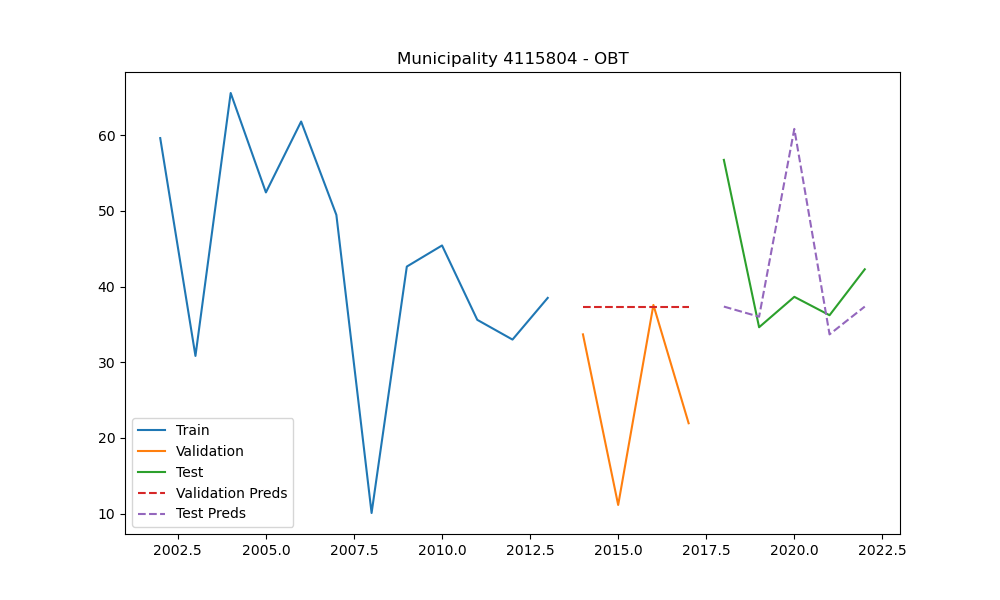 Municipality 4115804 - OBT
60
50
40
30
20
10
Train
Validation
Test
Validation Preds
Test Preds
2002.5 2005.0 2007.5 2010.0 2012.5 2015.0 2017.5 2020.0 2022.5